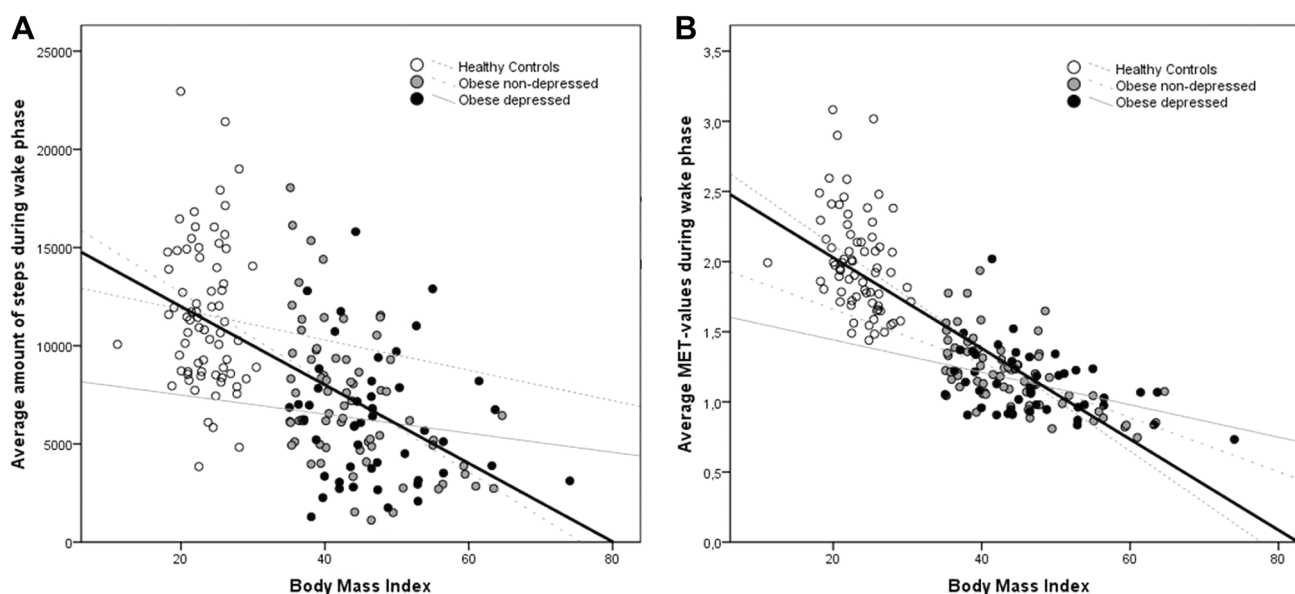 A
Average amount of steps during wake phase
25000
20000
15000
10000
5000
0
20
40
60
80
Body Mass Index
Healthy Controls
Obese non-depressed
Obese depressed
B
Average MET-values during wake phase
3,5
3,0
2,5
2,0
1,5
1,0
0,5
0,0
20
40
60
80
Body Mass Index
Healthy Controls
Obese non-depressed
Obese depressed